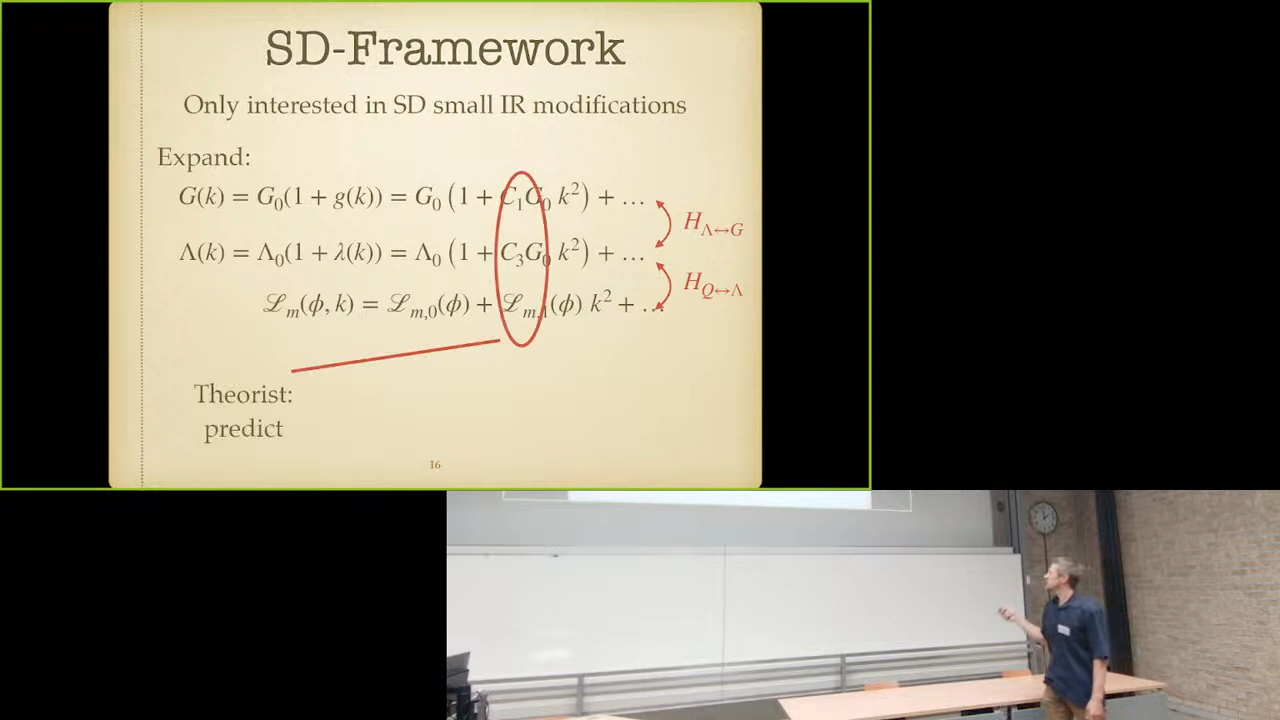 SD-Framework
Only interested in SD small IR modifications
Expand:
G(k) = G₀(1 + g(k)) = G₀ (1 + C₁G₀ k²) + …
H_{Λ↔G}
Λ(k) = Λ₀(1 + λ(k)) = Λ₀ (1 + C₃G₀ k²) + …
H_{Q↔Λ}
ℒ_m(ϕ, k) = ℒ_{m,0}(ϕ) + ℒ_{m,1}(ϕ) k² + …
Theorist:
predict
16